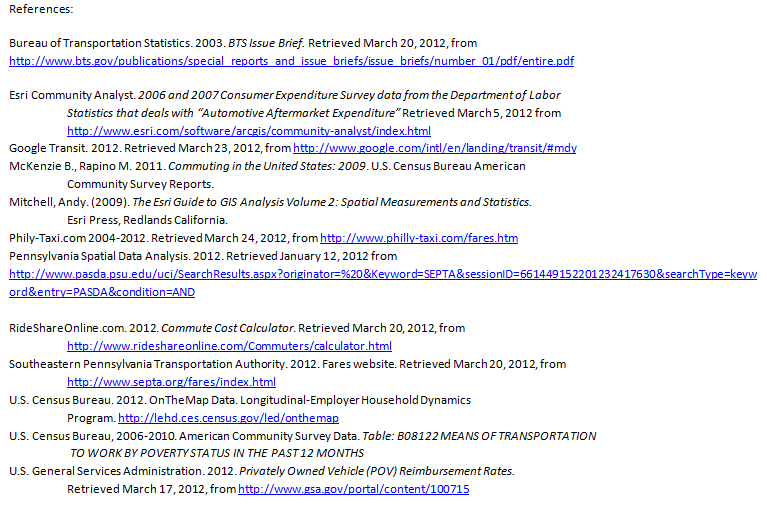 References:
Bureau of Transportation Statistics. 2003. BTS Issue Brief. Retrieved March 20, 2012, from
http://www.bts.gov/publications/special_reports_and_issue_briefs/issue_briefs/number_01/pdf/entire.pdf
Esri Community Analyst. 2006 and 2007 Consumer Expenditure Survey data from the Department of Labor
Statistics that deals with “Automotive Aftermarket Expenditure” Retrieved March 5, 2012 from
http://www.esri.com/software/arcgis/community-analyst/index.html
Google Transit. 2012. Retrieved March 23, 2012, from http://www.google.com/intl/en/landing/transit/#mdy
McKenzie B., Rapino M. 2011. Commuting in the United States: 2009. U.S. Census Bureau American
Community Survey Reports.
Mitchell, Andy. (2009). The Esri Guide to GIS Analysis Volume 2: Spatial Measurements and Statistics.
Esri Press, Redlands California.
Phily-Taxi.com 2004-2012. Retrieved March 24, 2012, from http://www.philly-taxi.com/fares.htm
Pennsylvania Spatial Data Analysis. 2012. Retrieved January 12, 2012 from
http://www.pasda.psu.edu/uci/SearchResults.aspx?originator=%20&Keyword=SEPTA&sessionID=661449152201232417630&searchType=keyw
ord&entry=PASDA&condition=AND
RideShareOnline.com. 2012. Commute Cost Calculator. Retrieved March 20, 2012, from
http://www.rideshareonline.com/Commuters/calculator.html
Southeastern Pennsylvania Transportation Authority. 2012. Fares website. Retrieved March 20, 2012, from
http://www.septa.org/fares/index.html
U.S. Census Bureau. 2012. OnTheMap Data. Longitudinal-Employer Household Dynamics
Program. http://lehd.ces.census.gov/led/onthemap
U.S. Census Bureau, 2006-2010. American Community Survey Data. Table: B08122 MEANS OF TRANSPORTATION
TO WORK BY POVERTY STATUS IN THE PAST 12 MONTHS
U.S. General Services Administration. 2012. Privately Owned Vehicle (POV) Reimbursement Rates.
Retrieved March 17, 2012, from http://www.gsa.gov/portal/content/100715